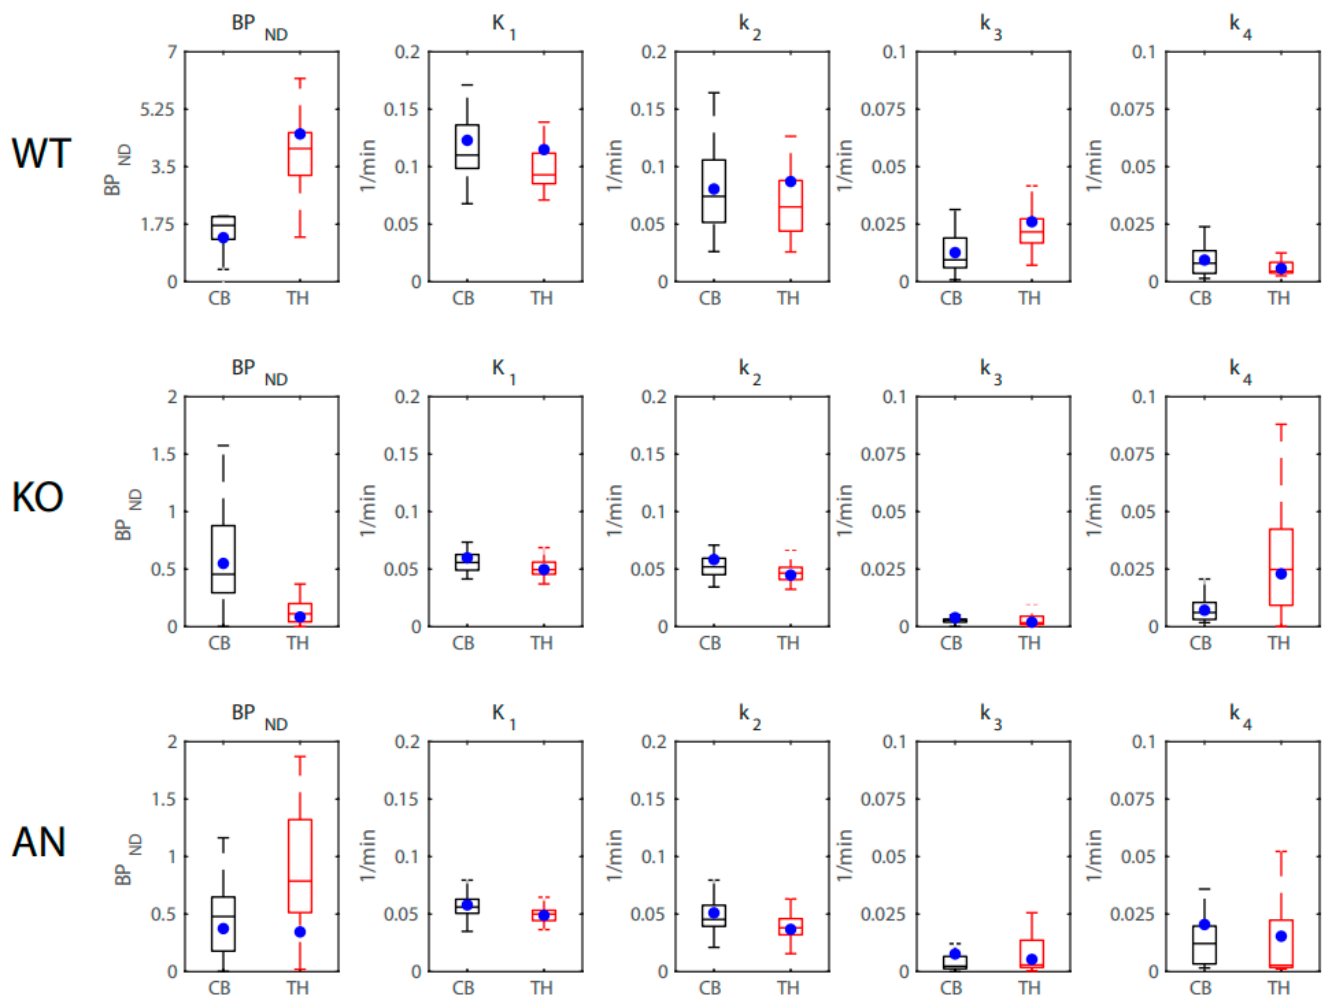 BP ND K 1 k 2 k 3 k 4
WT
BP ND 7 5.25 3.5 1.75 0 CB TH
1/min 0.2 0.15 0.1 0.05 0 CB TH
1/min 0.2 0.15 0.1 0.05 0 CB TH
1/min 0.1 0.075 0.05 0.025 0 CB TH
1/min 0.1 0.075 0.05 0.025 0 CB TH
BP ND K 1 k 2 k 3 k 4
KO
BP ND 2 1.5 1 0.5 0 CB TH
1/min 0.2 0.15 0.1 0.05 0 CB TH
1/min 0.2 0.15 0.1 0.05 0 CB TH
1/min 0.1 0.075 0.05 0.025 0 CB TH
1/min 0.1 0.075 0.05 0.025 0 CB TH
BP ND K 1 k 2 k 3 k 4
AN
BP ND 2 1.5 1 0.5 0 CB TH
1/min 0.2 0.15 0.1 0.05 0 CB TH
1/min 0.2 0.15 0.1 0.05 0 CB TH
1/min 0.1 0.075 0.05 0.025 0 CB TH
1/min 0.1 0.075 0.05 0.025 0 CB TH